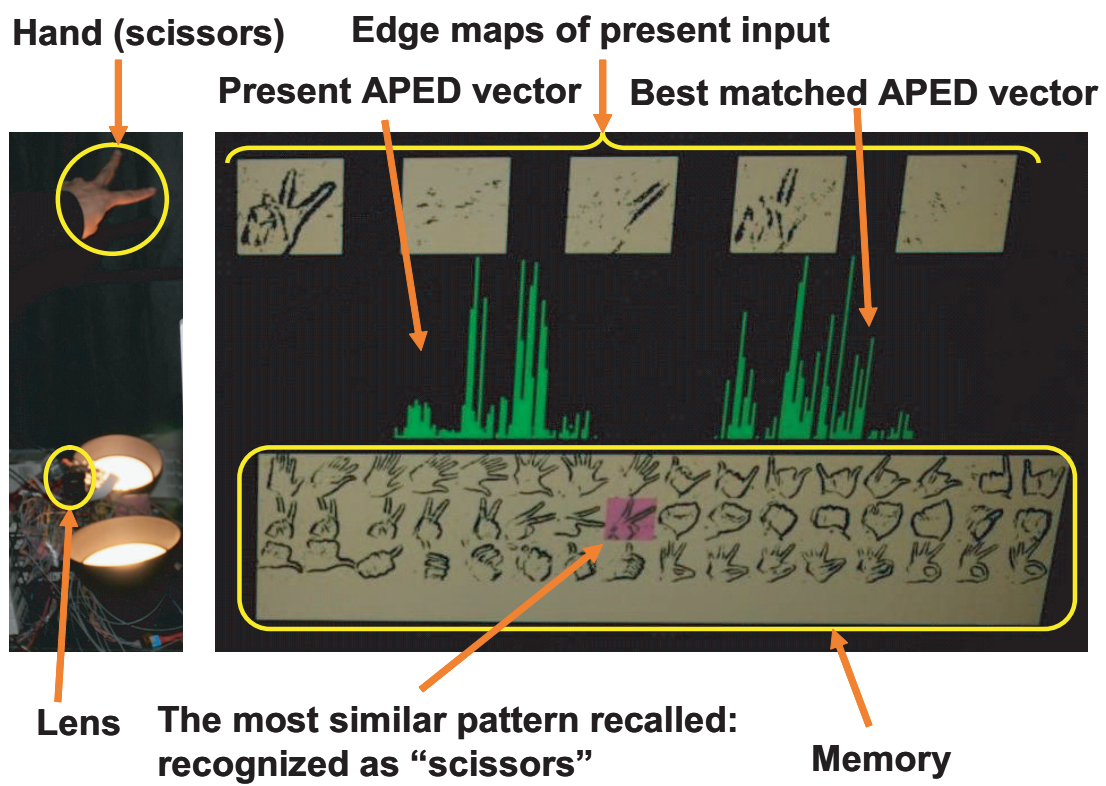 Hand (scissors)
Edge maps of present input
Present APED vector
Best matched APED vector
Lens
The most similar pattern recalled:
recognized as “scissors”
Memory